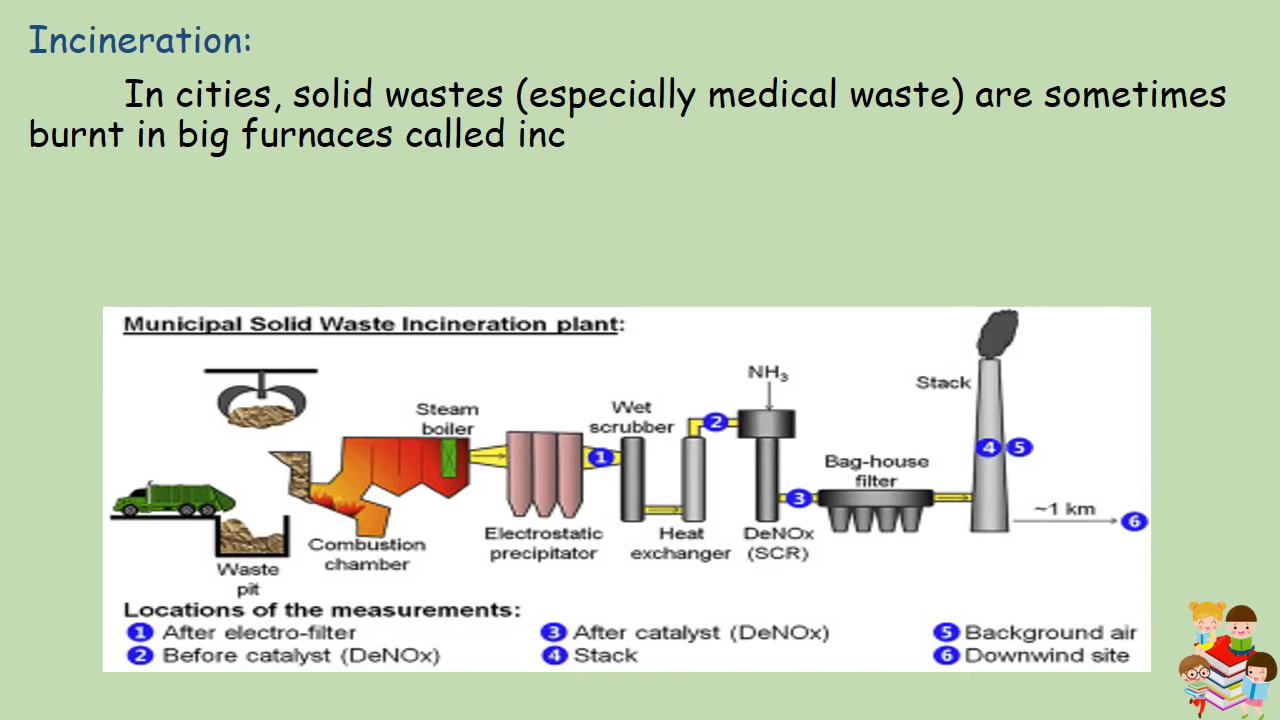 Incineration:
In cities, solid wastes (especially medical waste) are sometimes
burnt in big furnaces called inc
Municipal Solid Waste Incineration plant:
NH₃
Stack
Steam
boiler
Wet
scrubber
2
1
4 5
Bag-house
filter
3
~1 km
6
Electrostatic
precipitator
Heat
exchanger
DeNOx
(SCR)
Combustion
chamber
Waste
pit
Locations of the measurements:
1 After electro-filter
2 Before catalyst (DeNOx)
3 After catalyst (DeNOx)
4 Stack
5 Background air
6 Downwind site